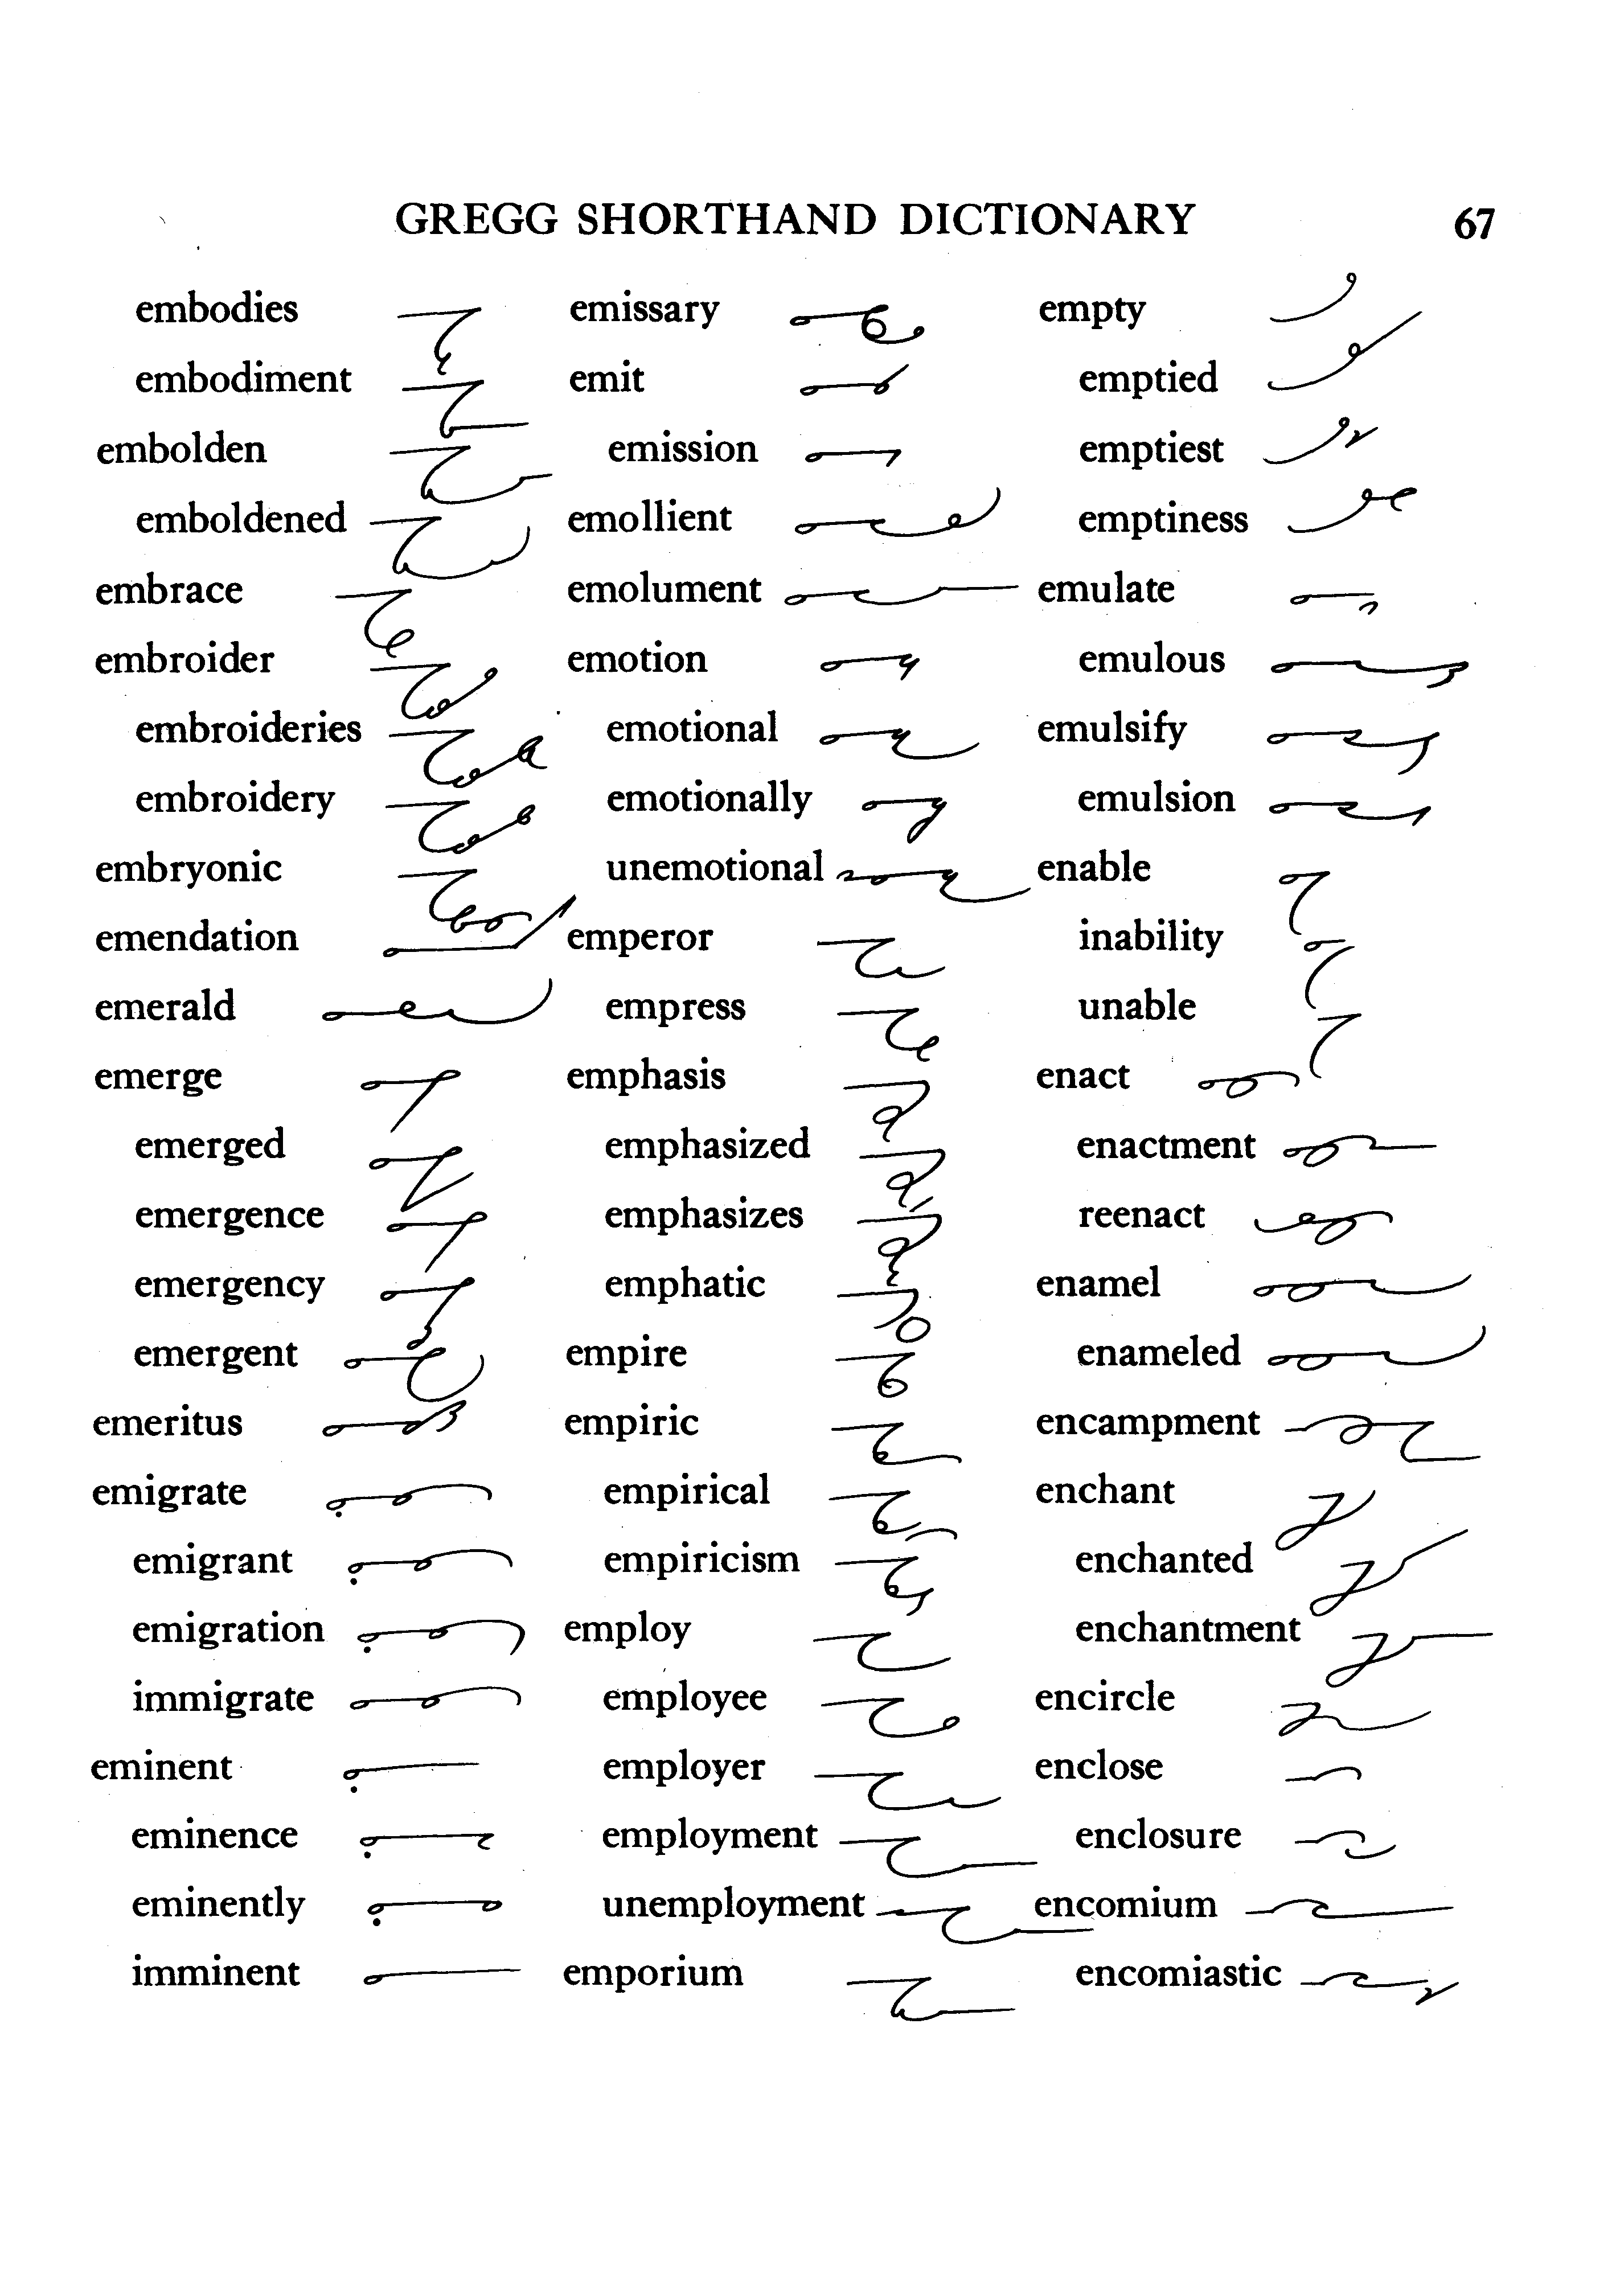 GREGG SHORTHAND DICTIONARY 67
embodies
embodiment
embolden
emboldened
embrace
embroider
embroideries
embroidery
embryonic
emendation
emerald
emerge
emerged
emergence
emergency
emergent
emeritus
emigrate
emigrant
emigration
immigrate
eminent
eminence
eminently
imminent
emissary
emit
emission
emollient
emolument
emotion
emotional
emotionally
unemotional
emperor
empress
emphasis
emphasized
emphasizes
emphatic
empire
empiric
empirical
empiricism
employ
employee
employer
employment
unemployment
emporium
empty
emptied
emptiest
emptiness
emulate
emulous
emulsify
emulsion
enable
inability
unable
enact
enactment
reenact
enamel
enameled
encampment
enchant
enchanted
enchantment
encircle
enclose
enclosure
encomium
encomiastic